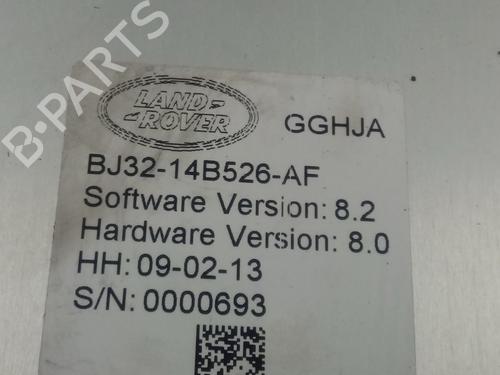 B-PARTS
LAND-
-ROVER
GGHJA
BJ32-14B526-AF
Software Version: 8.2
Hardware Version: 8.0
HH: 09-02-13
S/N: 0000693